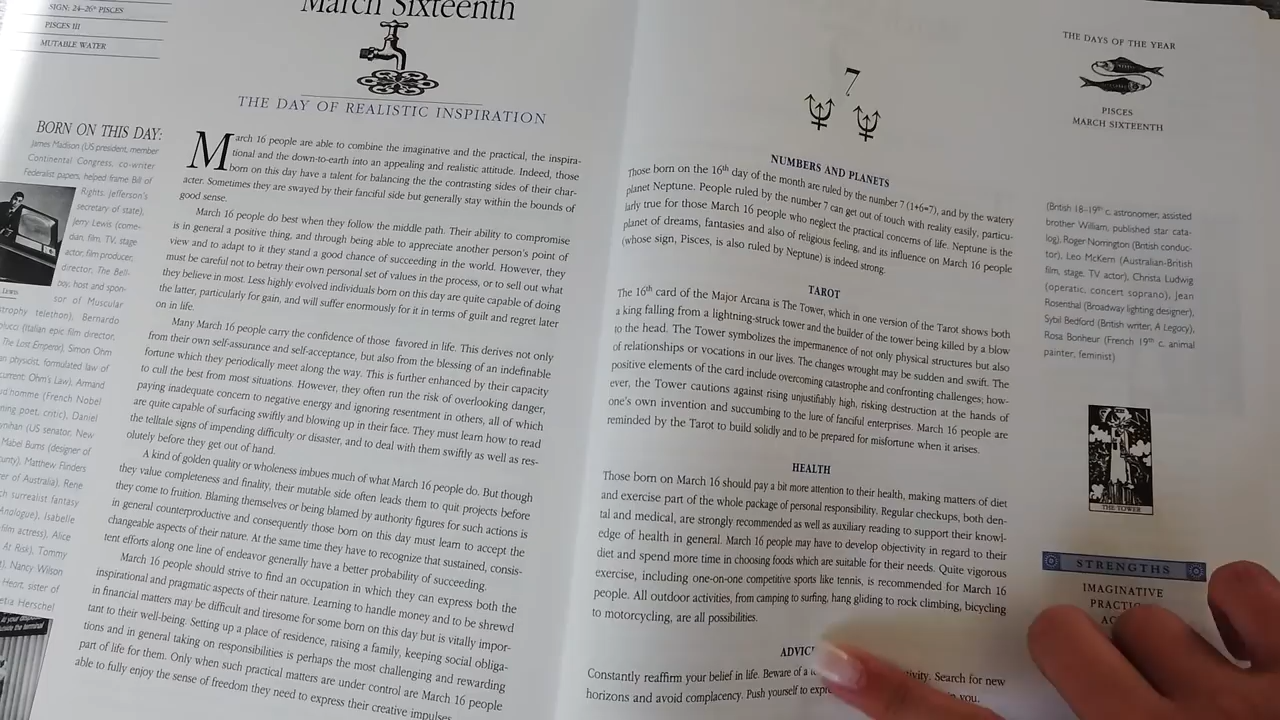 SIGN: 24–26° PISCES
PISCES III
MUTABLE WATER
March Sixteenth
THE DAY OF REALISTIC INSPIRATION
BORN ON THIS DAY:
James Madison (US president, member
Continental Congress, co-writer
Federalist papers, helped frame Bill of
Rights, Jefferson's
secretary of state),
Jerry Lewis (come-
dian, film, TV, stage
actor, film producer,
director, The Bell-
boy, host and spon-
sor of Muscular
trophy telethon), Bernardo
olucci (Italian epic film director,
The Lost Emperor), Simon Ohm
an physicist, formulated law of
current: Ohm's Law), Armand
udhomme (French Nobel
ning poet, critic), Daniel
ynihan (US senator, New
Mabel Burns (designer of
unty), Matthew Flinders
rer of Australia), Rene
ch surrealist fantasy
Analogue), Isabelle
film actress), Alice
At Risk), Tommy
t), Nancy Wilson
Heart, sister of
etia Herschel
March 16 people are able to combine the imaginative and the practical, the inspira-
tional and the down-to-earth into an appealing and realistic attitude. Indeed, those
born on this day have a talent for balancing the the contrasting sides of their char-
acter. Sometimes they are swayed by their fanciful side but generally stay within the bounds of
good sense.
March 16 people do best when they follow the middle path. Their ability to compromise
is in general a positive thing, and through being able to appreciate another person's point of
view and to adapt to it they stand a good chance of succeeding in the world. However, they
must be careful not to betray their own personal set of values in the process, or to sell out what
they believe in most. Less highly evolved individuals born on this day are quite capable of doing
the latter, particularly for gain, and will suffer enormously for it in terms of guilt and regret later
on in life.
Many March 16 people carry the confidence of those favored in life. This derives not only
from their own self-assurance and self-acceptance, but also from the blessing of an indefinable
fortune which they periodically meet along the way. This is further enhanced by their capacity
to cull the best from most situations. However, they often run the risk of overlooking danger,
paying inadequate concern to negative energy and ignoring resentment in others, all of which
are quite capable of surfacing swiftly and blowing up in their face. They must learn how to read
the telltale signs of impending difficulty or disaster, and to deal with them swiftly as well as res-
olutely before they get out of hand.
A kind of golden quality or wholeness imbues much of what March 16 people do. But though
they value completeness and finality, their mutable side often leads them to quit projects before
they come to fruition. Blaming themselves or being blamed by authority figures for such actions is
in general counterproductive and consequently those born on this day must learn to accept the
changeable aspects of their nature. At the same time they have to recognize that sustained, consis-
tent efforts along one line of endeavor generally have a better probability of succeeding.
March 16 people should strive to find an occupation in which they can express both the
inspirational and pragmatic aspects of their nature. Learning to handle money and to be shrewd
in financial matters may be difficult and tiresome for some born on this day but is vitally impor-
tant to their well-being. Setting up a place of residence, raising a family, keeping social obliga-
tions and in general taking on responsibilities is perhaps the most challenging and rewarding
part of life for them. Only when such practical matters are under control are March 16 people
able to fully enjoy the sense of freedom they need to express their creative impulses
7
NUMBERS AND PLANETS
Those born on the 16th day of the month are ruled by the number 7 (1+6=7), and by the watery
planet Neptune. People ruled by the number 7 can get out of touch with reality easily, particu-
larly true for those March 16 people who neglect the practical concerns of life. Neptune is the
planet of dreams, fantasies and also of religious feeling, and its influence on March 16 people
(whose sign, Pisces, is also ruled by Neptune) is indeed strong.
TAROT
The 16th card of the Major Arcana is The Tower, which in one version of the Tarot shows both
a king falling from a lightning-struck tower and the builder of the tower being killed by a blow
to the head. The Tower symbolizes the impermanence of not only physical structures but also
of relationships or vocations in our lives. The changes wrought may be sudden and swift. The
positive elements of the card include overcoming catastrophe and confronting challenges; how-
ever, the Tower cautions against rising unjustifiably high, risking destruction at the hands of
one's own invention and succumbing to the lure of fanciful enterprises. March 16 people are
reminded by the Tarot to build solidly and to be prepared for misfortune when it arises.
HEALTH
Those born on March 16 should pay a bit more attention to their health, making matters of diet
and exercise part of the whole package of personal responsibility. Regular checkups, both den-
tal and medical, are strongly recommended as well as auxiliary reading to support their knowl-
edge of health in general. March 16 people may have to develop objectivity in regard to their
diet and spend more time in choosing foods which are suitable for their needs. Quite vigorous
exercise, including one-on-one competitive sports like tennis, is recommended for March 16
people. All outdoor activities, from camping to surfing, hang gliding to rock climbing, bicycling
to motorcycling, are all possibilities.
ADVIC
Constantly reaffirm your belief in life. Beware of a tivity. Search for new
horizons and avoid complacency. Push yourself to expre in you.
THE DAYS OF THE YEAR
PISCES
MARCH SIXTEENTH
(British 18–19th c. astronomer, assisted
brother William, published star cata-
log), Roger Norrington (British conduc-
tor), Leo McKern (Australian-British
film, stage, TV actor), Christa Ludwig
(operatic, concert soprano), Jean
Rosenthal (Broadway lighting designer),
Sybil Bedford (British writer, A Legacy),
Rosa Bonheur (French 19th c. animal
painter, feminist)
THE TOWER
STRENGTHS
IMAGINATIVE
PRACTIC
AC